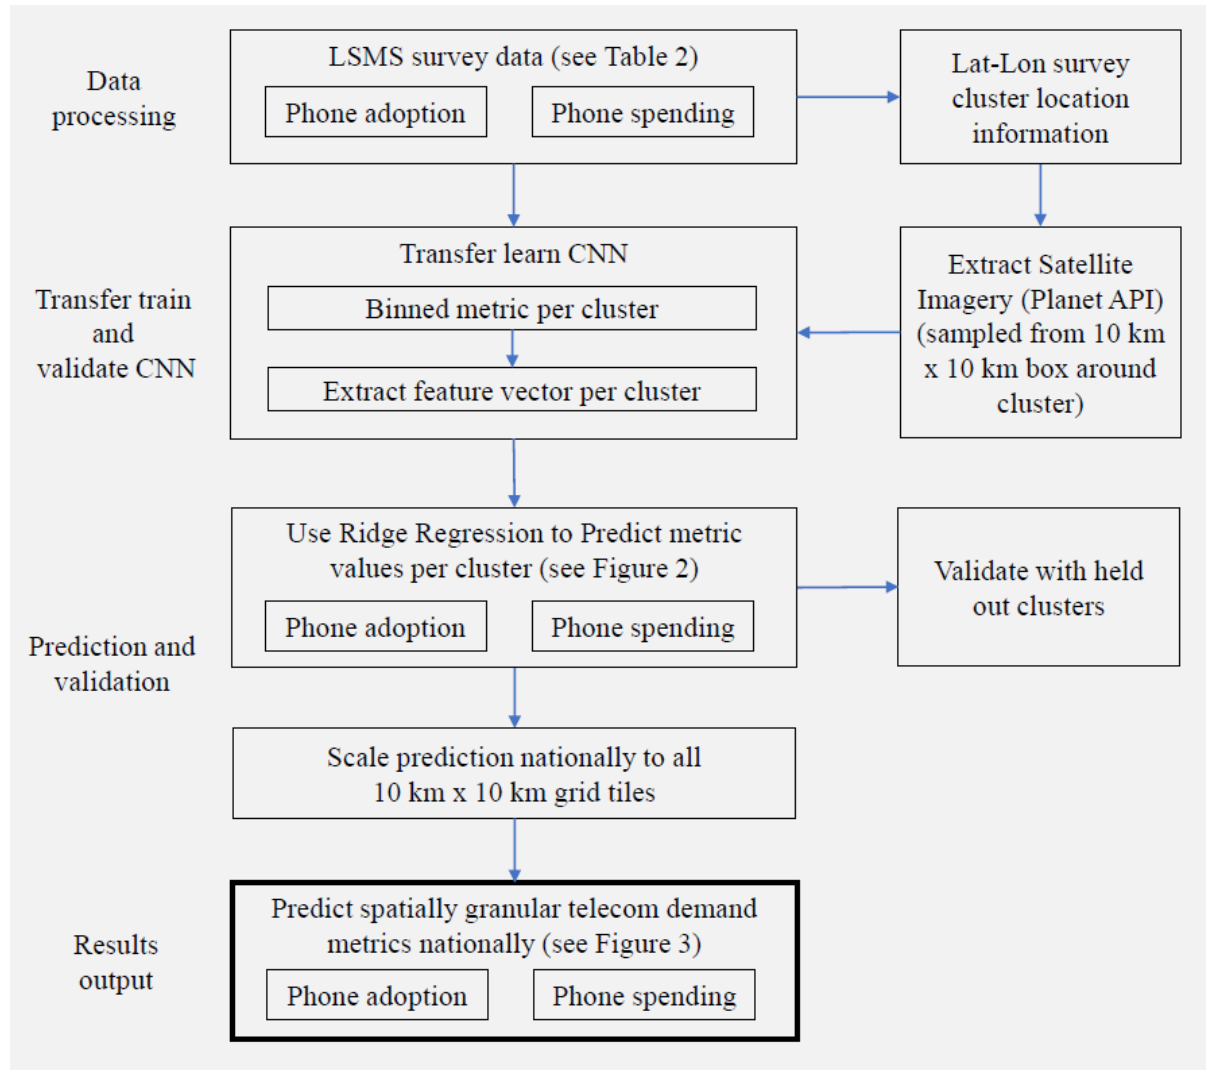 Data
processing
LSMS survey data (see Table 2)
Phone adoption
Phone spending
Lat-Lon survey
cluster location
information
Transfer train
and
validate CNN
Transfer learn CNN
Binned metric per cluster
Extract feature vector per cluster
Extract Satellite
Imagery (Planet API)
(sampled from 10 km
x 10 km box around
cluster)
Prediction and
validation
Use Ridge Regression to Predict metric
values per cluster (see Figure 2)
Phone adoption
Phone spending
Validate with held
out clusters
Scale prediction nationally to all
10 km x 10 km grid tiles
Results
output
Predict spatially granular telecom demand
metrics nationally (see Figure 3)
Phone adoption
Phone spending